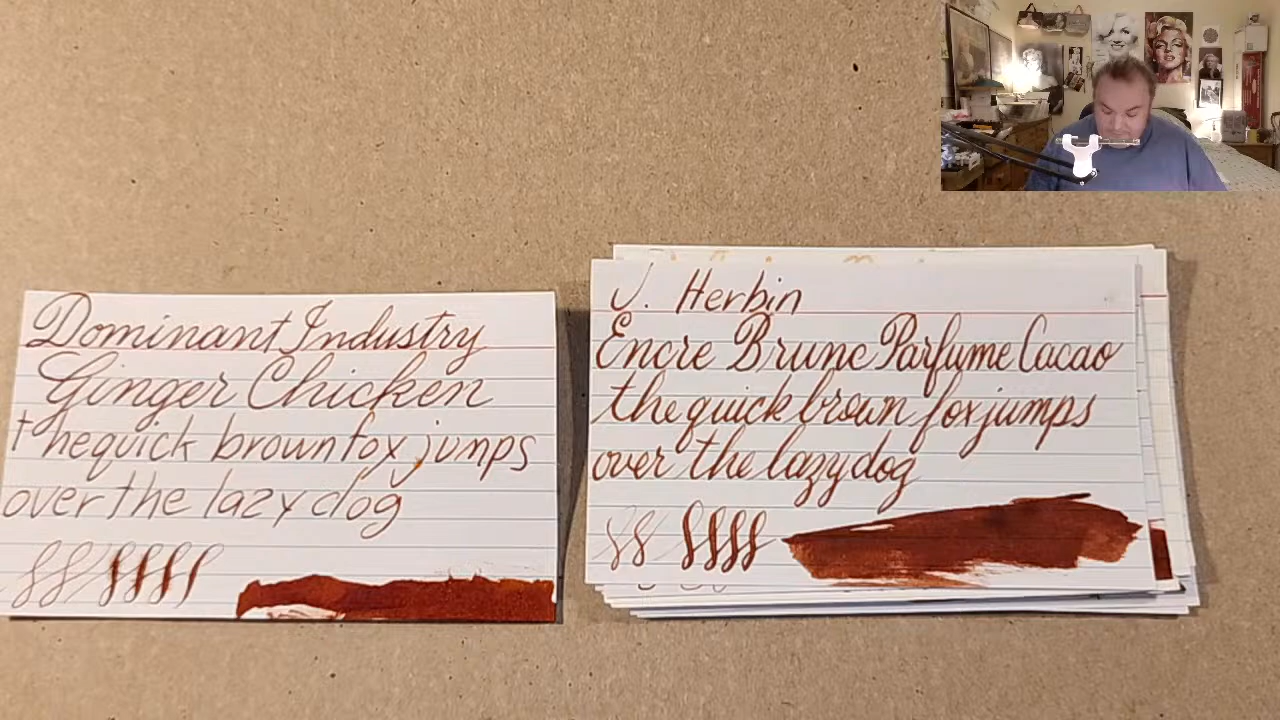 Dominant Industry
Ginger Chicken
the quick brown fox jumps
over the lazy dog
J. Herbin
Encre Brune Parfume Cacao
the quick brown fox jumps
over the lazy dog